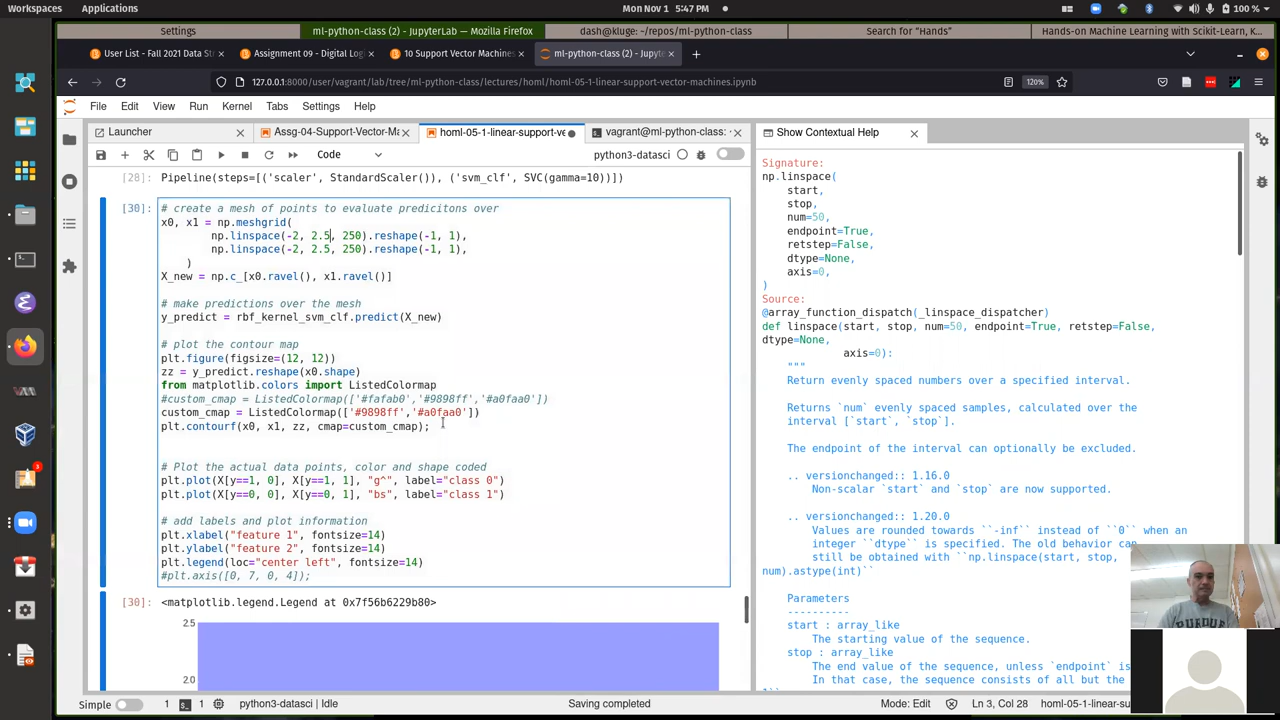 Places
Applications
Mon Nov 1 5:47 PM
100 %
Settings
ml-python-class (2) - JupyterLab — Mozilla Firefox
dash@kluge: ~/repos/ml-python-class
Search for "Hands"
Hands-on Machine Learning with Scikit-Learn, K...
User List - Fall 2021 Data St
Assignment 09 - Digital Logi
10 Support Vector Machines
ml-python-class (2) - Jupyte
127.0.0.1:8000/user/vagrant/lab/tree/ml-python-class/lectures/homl/homl-05-1-linear-support-vector-machines.ipynb
120%
File Edit View Run Kernel Tabs Settings Help
Launcher
Assg-04-Support-Vector-Ma
homl-05-1-linear-support-ve
vagrant@ml-python-class: ~
Show Contextual Help
Code
python3-datasci
[28]: Pipeline(steps=[('scaler', StandardScaler()), ('svm_clf', SVC(gamma=10))])
[30]: # create a mesh of points to evaluate predicitons over
x0, x1 = np.meshgrid(
np.linspace(-2, 2.5, 250).reshape(-1, 1),
np.linspace(-2, 2.5, 250).reshape(-1, 1),
)
X_new = np.c_[x0.ravel(), x1.ravel()]
# make predictions over the mesh
y_predict = rbf_kernel_svm_clf.predict(X_new)
# plot the contour map
plt.figure(figsize=(12, 12))
zz = y_predict.reshape(x0.shape)
from matplotlib.colors import ListedColormap
#custom_cmap = ListedColormap(['#fafab0','#9898ff','#a0faa0'])
custom_cmap = ListedColormap(['#9898ff','#a0faa0'])
plt.contourf(x0, x1, zz, cmap=custom_cmap);
# Plot the actual data points, color and shape coded
plt.plot(X[y==1, 0], X[y==1, 1], "g^", label="class 0")
plt.plot(X[y==0, 0], X[y==0, 1], "bs", label="class 1")
# add labels and plot information
plt.xlabel("feature 1", fontsize=14)
plt.ylabel("feature 2", fontsize=14)
plt.legend(loc="center left", fontsize=14)
#plt.axis([0, 7, 0, 4]);
[30]: <matplotlib.legend.Legend at 0x7f56b6229b80>
2.5
2.0
Signature:
np.linspace(
start,
stop,
num=50,
endpoint=True,
retstep=False,
dtype=None,
axis=0,
)
Source:
@array_function_dispatch(_linspace_dispatcher)
def linspace(start, stop, num=50, endpoint=True, retstep=False,
dtype=None,
axis=0):
"""
Return evenly spaced numbers over a specified interval.
Returns `num` evenly spaced samples, calculated over the
interval [`start`, `stop`].
The endpoint of the interval can optionally be excluded.
.. versionchanged:: 1.16.0
Non-scalar `start` and `stop` are now supported.
.. versionchanged:: 1.20.0
Values are rounded towards ``-inf`` instead of ``0`` when an
integer ``dtype`` is specified. The old behavior can
still be obtained with ``np.linspace(start, stop,
num).astype(int)``
Parameters
----------
start : array_like
The starting value of the sequence.
stop : array_like
The end value of the sequence, unless `endpoint` is
In that case, the sequence consists of all but the
PURDUE
Simple
1
1
python3-datasci | Idle
Saving completed
Mode: Edit
Ln 3, Col 28
homl-05-1-linear-su
3